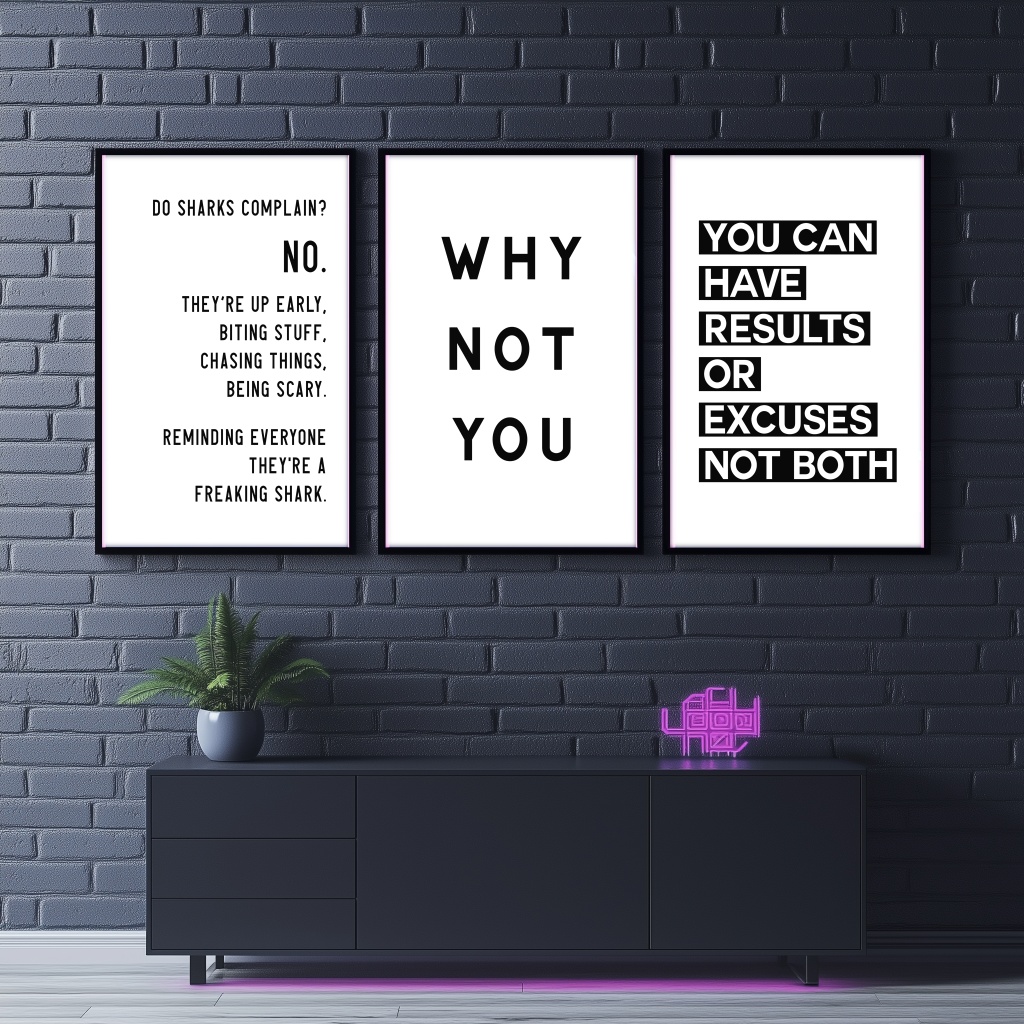 DO SHARKS COMPLAIN?
NO.
THEY'RE UP EARLY,
BITING STUFF,
CHASING THINGS,
BEING SCARY.
REMINDING EVERYONE
THEY'RE A
FREAKING SHARK.
WHY
NOT
YOU
YOU CAN
HAVE
RESULTS
OR
EXCUSES
NOT BOTH